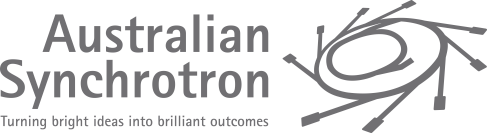 Australian
Synchrotron
Turning bright ideas into brilliant outcomes